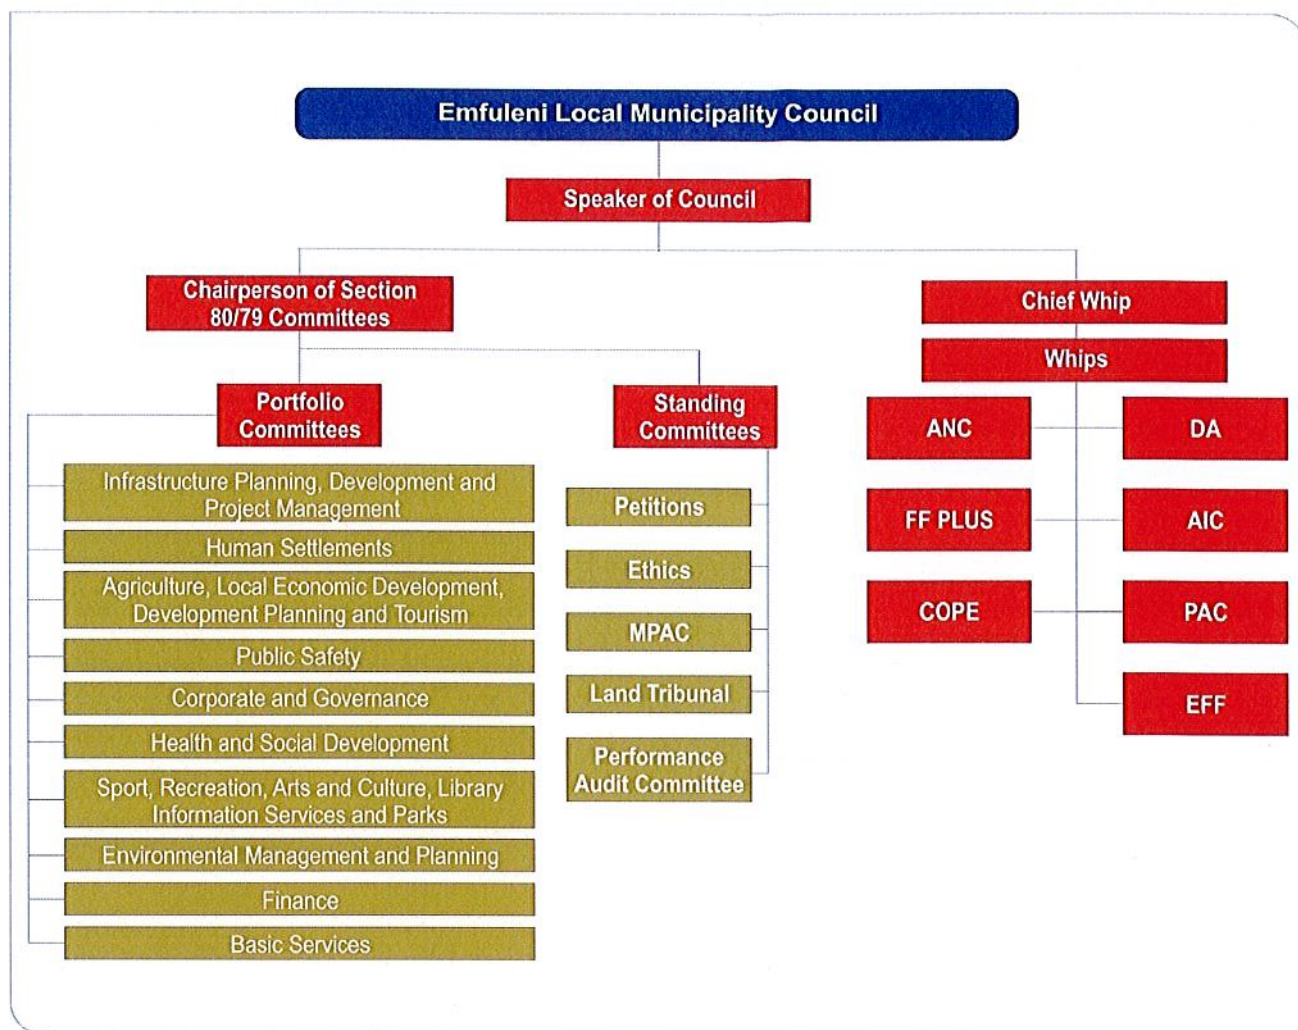 Emfuleni Local Municipality Council
Speaker of Council
Chairperson of Section
80/79 Committees
Chief Whip
Whips
Portfolio
Committees
Infrastructure Planning, Development and
Project Management
Human Settlements
Agriculture, Local Economic Development,
Development Planning and Tourism
Public Safety
Corporate and Governance
Health and Social Development
Sport, Recreation, Arts and Culture, Library
Information Services and Parks
Environmental Management and Planning
Finance
Basic Services
Standing
Committees
Petitions
Ethics
MPAC
Land Tribunal
Performance
Audit Committee
ANC
DA
FF PLUS
AIC
COPE
PAC
EFF